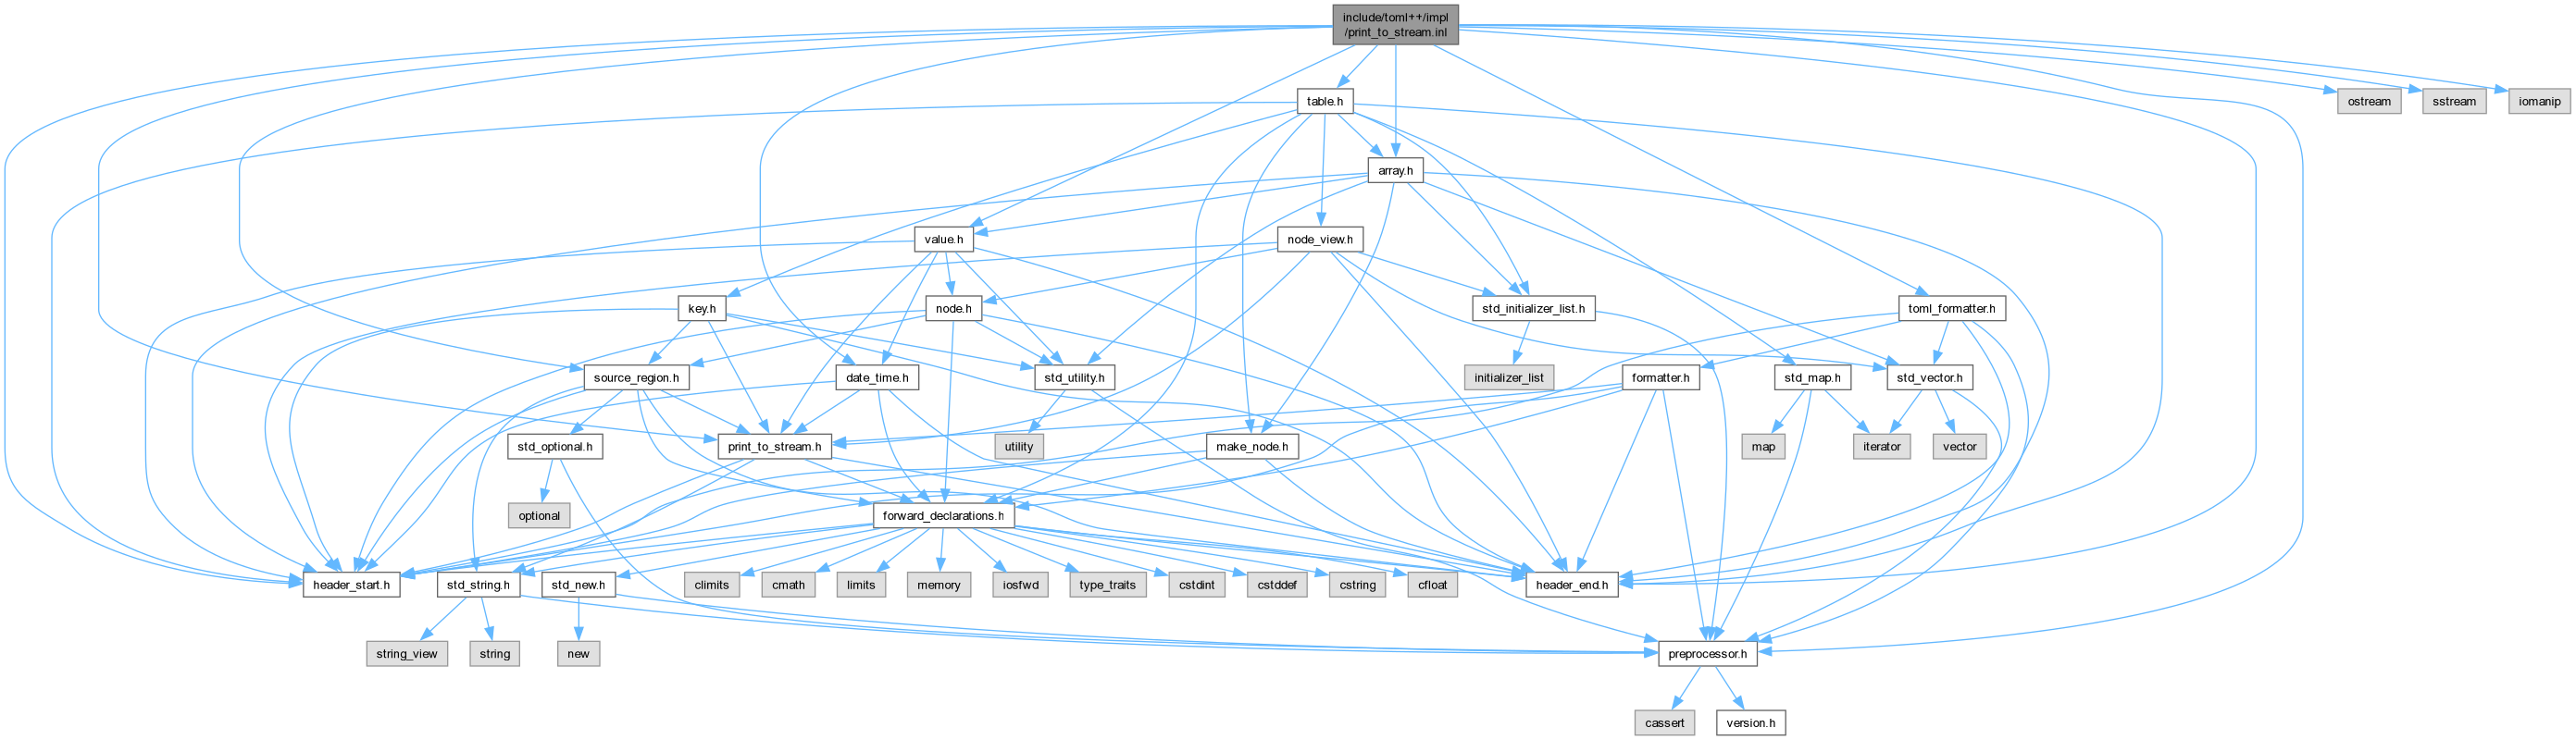 include/toml++/impl
/print_to_stream.inl
table.h
ostream
sstream
iomanip
array.h
value.h
node_view.h
key.h
node.h
std_initializer_list.h
toml_formatter.h
source_region.h
date_time.h
std_utility.h
initializer_list
formatter.h
std_map.h
std_vector.h
std_optional.h
print_to_stream.h
utility
make_node.h
map
iterator
vector
optional
forward_declarations.h
header_start.h
std_string.h
std_new.h
climits
cmath
limits
memory
iosfwd
type_traits
cstdint
cstddef
cstring
cfloat
header_end.h
string_view
string
new
preprocessor.h
cassert
version.h